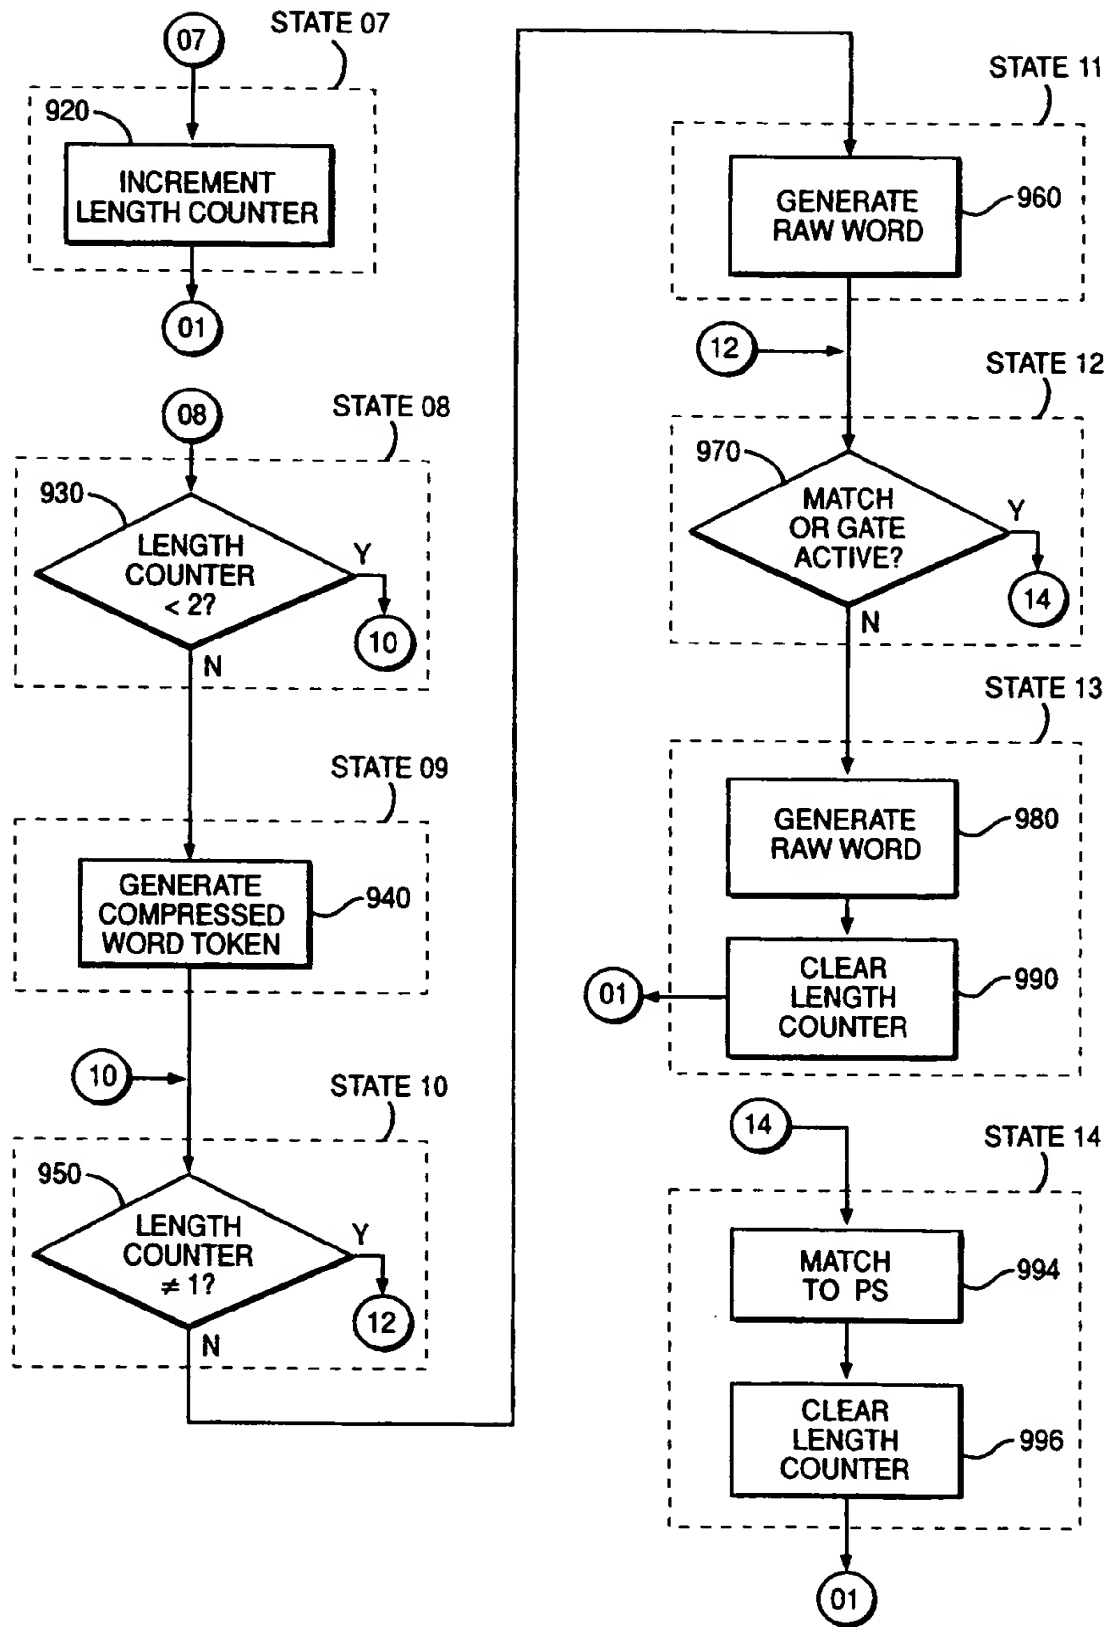 STATE 07
07
920
INCREMENT
LENGTH COUNTER
01
08
STATE 08
930
LENGTH
COUNTER
< 2?
Y
10
N
STATE 09
GENERATE
COMPRESSED
WORD TOKEN
940
10
STATE 10
950
LENGTH
COUNTER
≠ 1?
Y
12
N
STATE 11
GENERATE
RAW WORD
960
12
STATE 12
970
MATCH
OR GATE
ACTIVE?
Y
14
N
STATE 13
GENERATE
RAW WORD
980
CLEAR
LENGTH
COUNTER
990
01
14
STATE 14
MATCH
TO PS
994
CLEAR
LENGTH
COUNTER
996
01